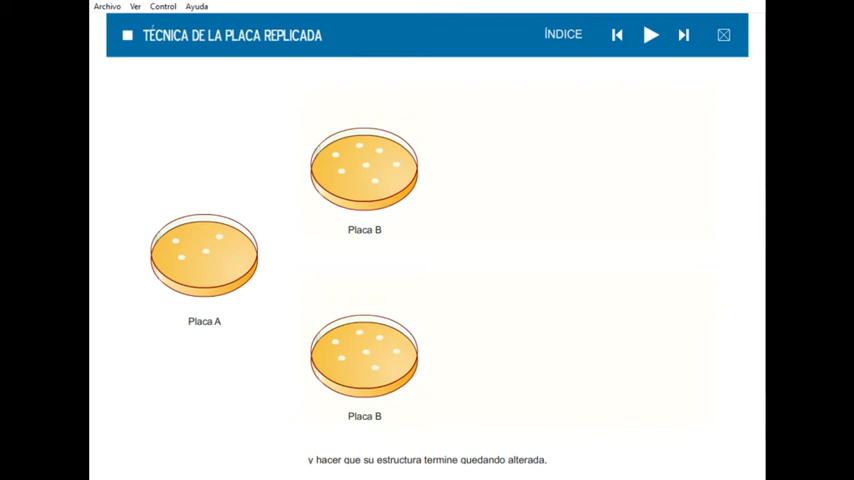 Archivo Ver Control Ayuda
TÉCNICA DE LA PLACA REPLICADA
ÍNDICE
Placa B
Placa A
Placa B
y hacer que su estructura termine quedando alterada,